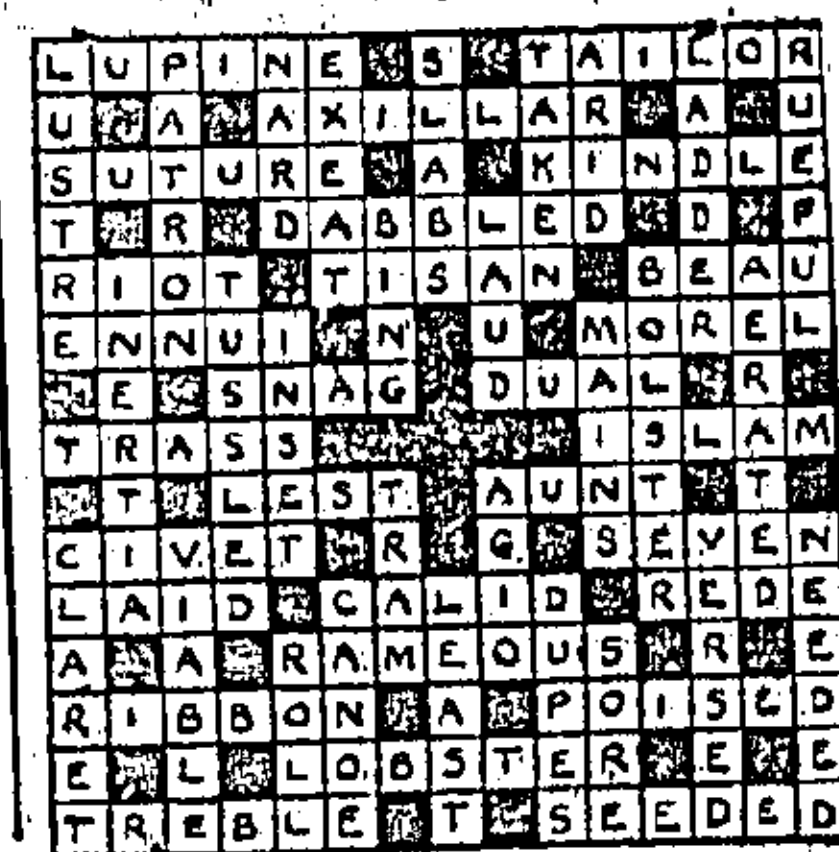 LUPINE S TAILOR
U A AXILLAR A U
SUTURE A KINDLE
T R DABBLED D F
RIOT TISAN BEAU
ENNUI N U MOREL
E SNAG DUAL R
TRASS ISLAM
T LEST AUNT T
CIVET R G SEVEN
LAID CALID REDE
A A RAMEOUS R E
RIBBON A POISED
E L LOBSTER E E
TREBLE T SEEDED